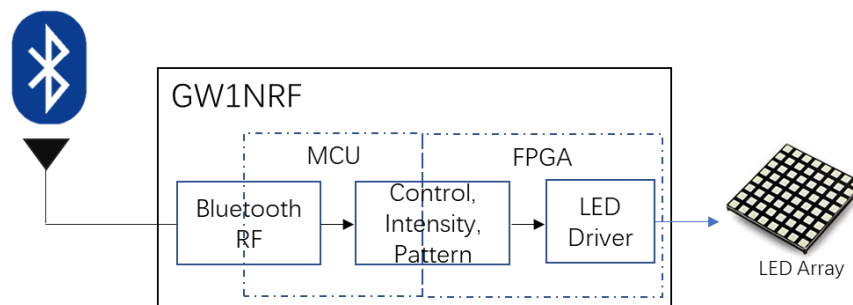 GW1NRF
MCU
FPGA
Bluetooth
RF
Control,
Intensity,
Pattern
LED
Driver
LED Array